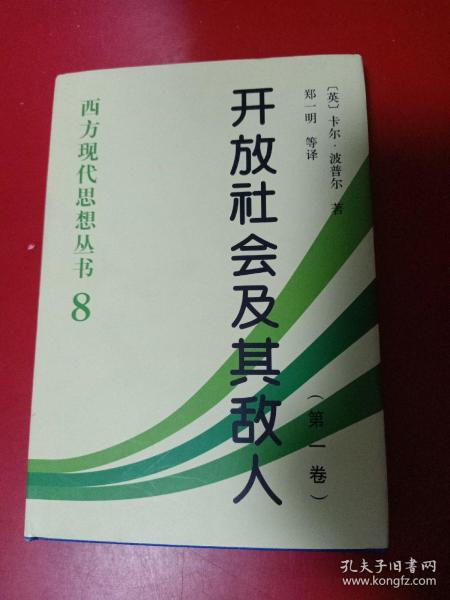 〔英〕卡尔·波普尔 著
郑一明 等译
开放社会及其敌人
(第一卷)
西方现代思想丛书 8
孔夫子旧书网
www.kongfz.com